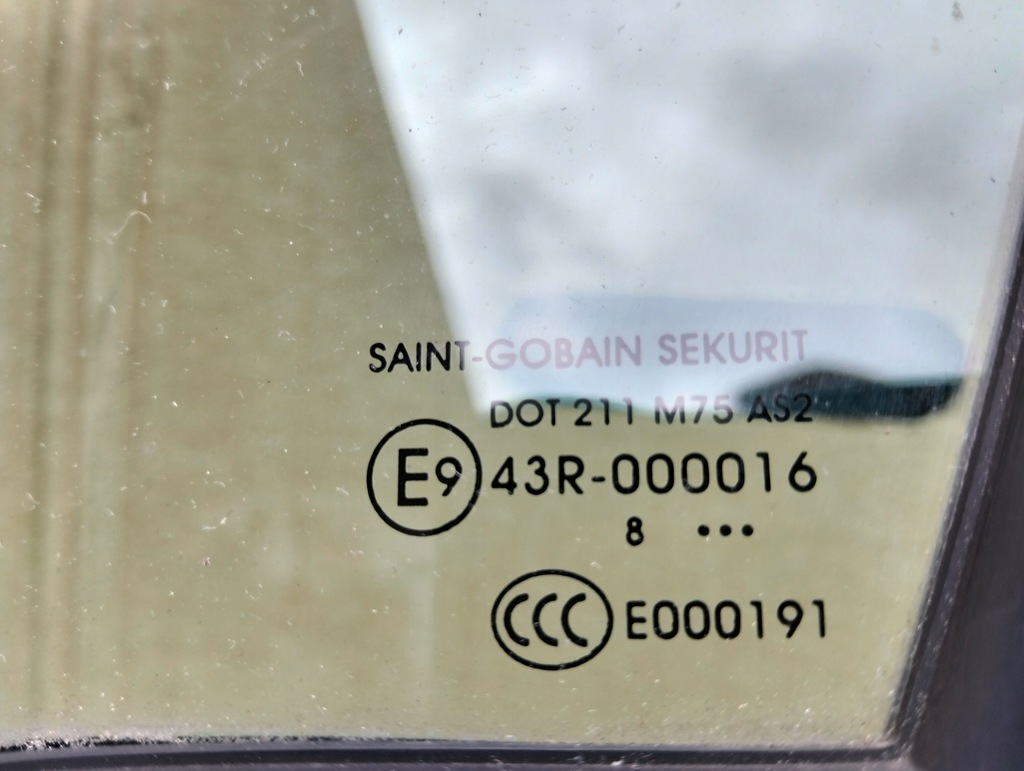 SAINT-GOBAIN SEKURIT
DOT 211 M75 AS2
E9 43R-000016
8 •••
CCC E000191